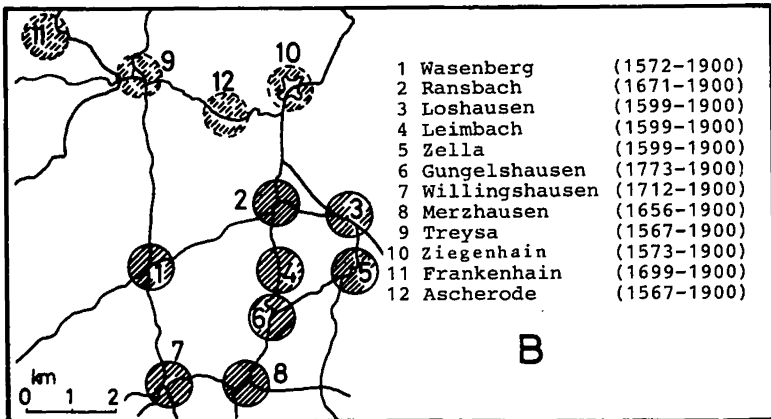 11
9
10
12
1 Wasenberg (1572-1900)
2 Ransbach (1671-1900)
3 Loshausen (1599-1900)
4 Leimbach (1599-1900)
5 Zella (1599-1900)
6 Gungelshausen (1773-1900)
7 Willingshausen (1712-1900)
8 Merzhausen (1656-1900)
9 Treysa (1567-1900)
10 Ziegenhain (1573-1900)
11 Frankenhain (1699-1900)
12 Ascherode (1567-1900)
2
3
1
4
5
6
7
8
B
km
0 1 2